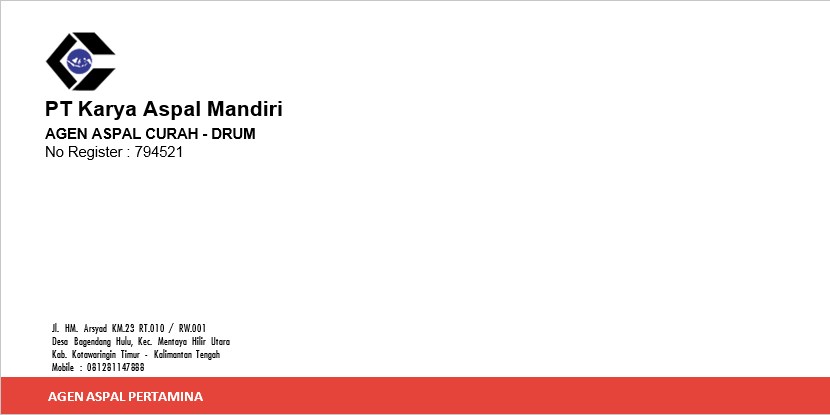 PT Karya Aspal Mandiri
AGEN ASPAL CURAH - DRUM
No Register : 794521
Jl. HM. Arsyad KM.23 RT.010 / RW.001
Desa Bagendang Hulu, Kec. Mentaya Hilir Utara
Kab. Kotawaringin Timur - Kalimantan Tengah
Mobile : 081281147888
AGEN ASPAL PERTAMINA